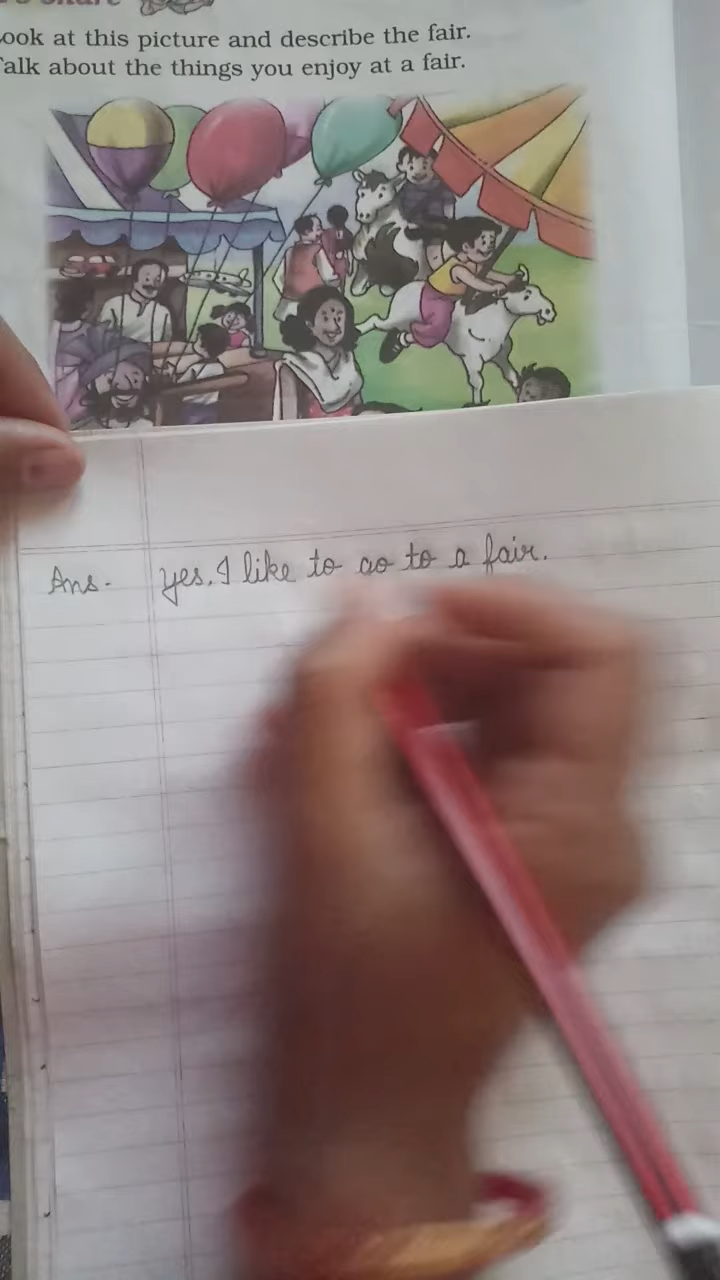 ook at this picture and describe the fair.
alk about the things you enjoy at a fair.
Ans. yes. I like to go to a fair.